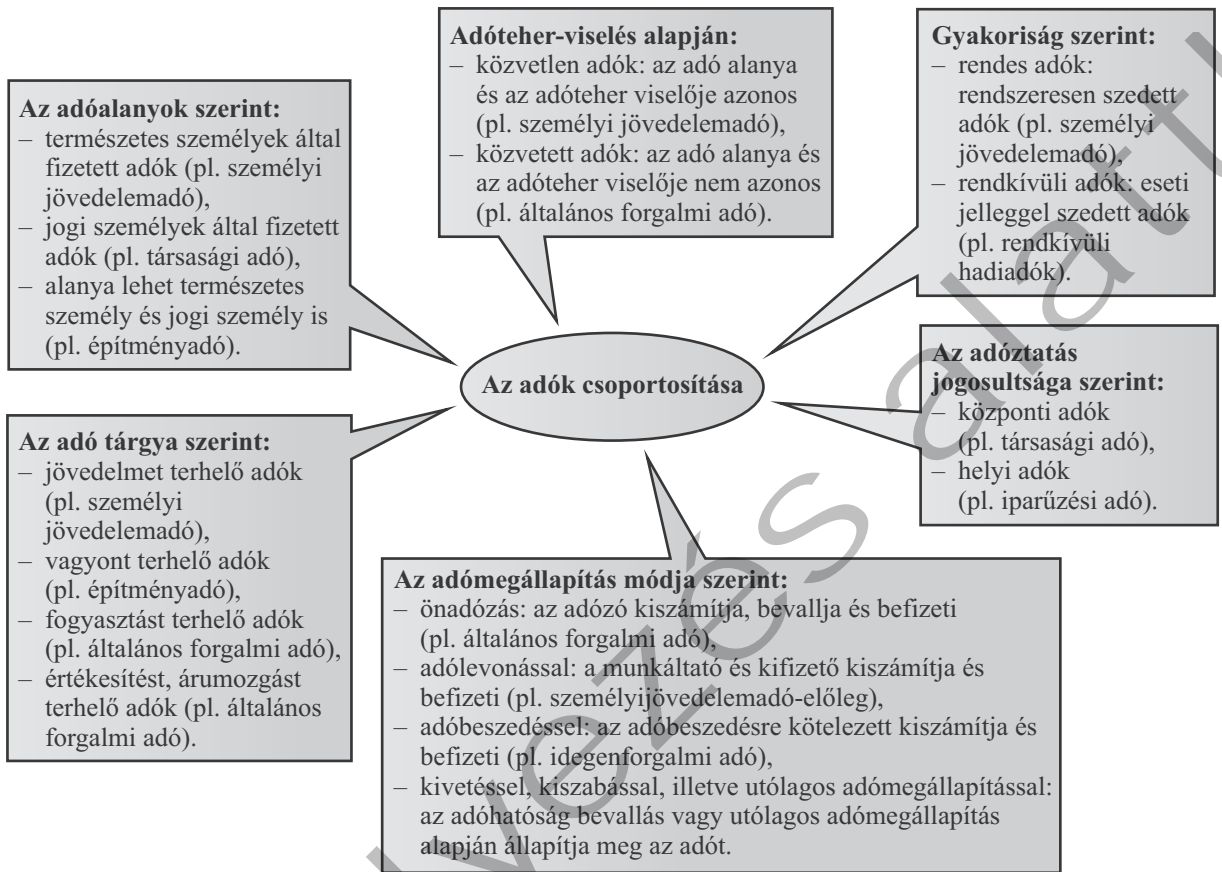 Adóteher-viselés alapján:
– közvetlen adók: az adó alanya
és az adóteher viselője azonos
(pl. személyi jövedelemadó),
– közvetett adók: az adó alanya és
az adóteher viselője nem azonos
(pl. általános forgalmi adó).
Gyakoriság szerint:
– rendes adók:
rendszeresen szedett
adók (pl. személyi
jövedelemadó),
– rendkívüli adók: eseti
jelleggel szedett adók
(pl. rendkívüli
hadiadók).
Az adóalanyok szerint:
– természetes személyek által
fizetett adók (pl. személyi
jövedelemadó),
– jogi személyek által fizetett
adók (pl. társasági adó),
– alanya lehet természetes
személy és jogi személy is
(pl. építményadó).
Az adók csoportosítása
Az adóztatás
jogosultsága szerint:
– központi adók
(pl. társasági adó),
– helyi adók
(pl. iparűzési adó).
Az adó tárgya szerint:
– jövedelmet terhelő adók
(pl. személyi
jövedelemadó),
– vagyont terhelő adók
(pl. építményadó),
– fogyasztást terhelő adók
(pl. általános forgalmi adó),
– értékesítést, árumozgást
terhelő adók (pl. általános
forgalmi adó).
Az adómegállapítás módja szerint:
– önadózás: az adózó kiszámítja, bevallja és befizeti
(pl. általános forgalmi adó),
– adólevonással: a munkáltató és kifizető kiszámítja és
befizeti (pl. személyijövedelemadó-előleg),
– adóbeszedéssel: az adóbeszedésre kötelezett kiszámítja és
befizeti (pl. idegenforgalmi adó),
– kivetéssel, kiszabással, illetve utólagos adómegállapítással:
az adóhatóság bevallás vagy utólagos adómegállapítás
alapján állapítja meg az adót.
vezés alatt